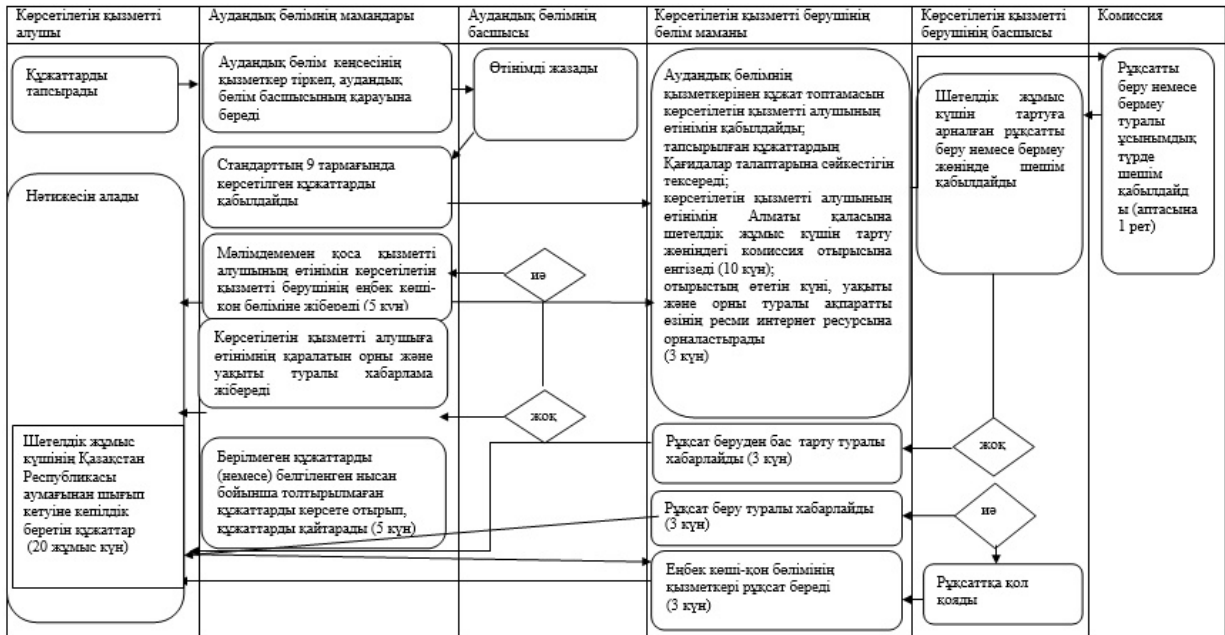 Көрсетілетін қызметті
алушы
Аудандық бөлімнің мамандары
Аудандық бөлімнің
басшысы
Көрсетілетін қызметті берушінің
бөлім маманы
Көрсетілетін қызметті
берушінің басшысы
Комиссия
Құжаттарды
тапсырады
Нәтижесін алады
Шетелдік жұмыс
күшінің Қазақстан
Республикасы
аумағынан шығып
кетуіне кепілдік
беретін құжаттар
(20 жұмыс күн)
Аудандық бөлім кеңсесінің
қызметкер тіркеп, аудандық
бөлім басшысының қарауына
береді
Стандарттың 9 тармағында
көрсетілген құжаттарды
қабылдайды
Мәлімдемемен қоса қызметті
алушының өтінімін көрсетілетін
қызметті берушінің еңбек көші-
қон бөліміне жібереді (5 күн)
Көрсетілетін қызметті алушыға
өтінімнің қаралатын орны және
уақыты туралы хабарлама
жібереді
Берілмеген құжаттарды
(немесе) белгіленген нысан
бойынша толтырылмаған
құжаттарды көрсете отырып,
құжаттарды қайтарады (5 күн)
Өтінімді жазады
иә
жоқ
Аудандық бөлімнің
қызметкерінен құжат топтамасын
көрсетілетін қызметті алушының
өтінімін қабылдайды;
тапсырылған құжаттардың
Қағидалар талаптарына сәйкестігін
тексереді;
көрсетілетін қызметті алушының
өтінімін Алматы қаласына
шетелдік жұмыс күшін тарту
жөніндегі комиссия отырысына
енгізеді (10 күн);
отырыстың өтетін күні, уақыты
және орны туралы ақпаратты
өзінің ресми интернет ресурсына
орналастырады
(3 күн)
Рұқсат беруден бас тарту туралы
хабарлайды (3 күн)
Рұқсат беру туралы хабарлайды
(3 күн)
Еңбек көші-қон бөлімінің
қызметкері рұқсат береді
(3 күн)
Шетелдік жұмыс
күшін тартуға
арналған рұқсатты
беру немесе бермеу
жөнінде шешім
қабылдайды
жоқ
иә
Рұқсаттқа қол
қояды
Рұқсатты
беру немесе
бермеу
туралы
ұсынымдық
түрде
шешім
қабылдайд
ы (аптасына
1 рет)